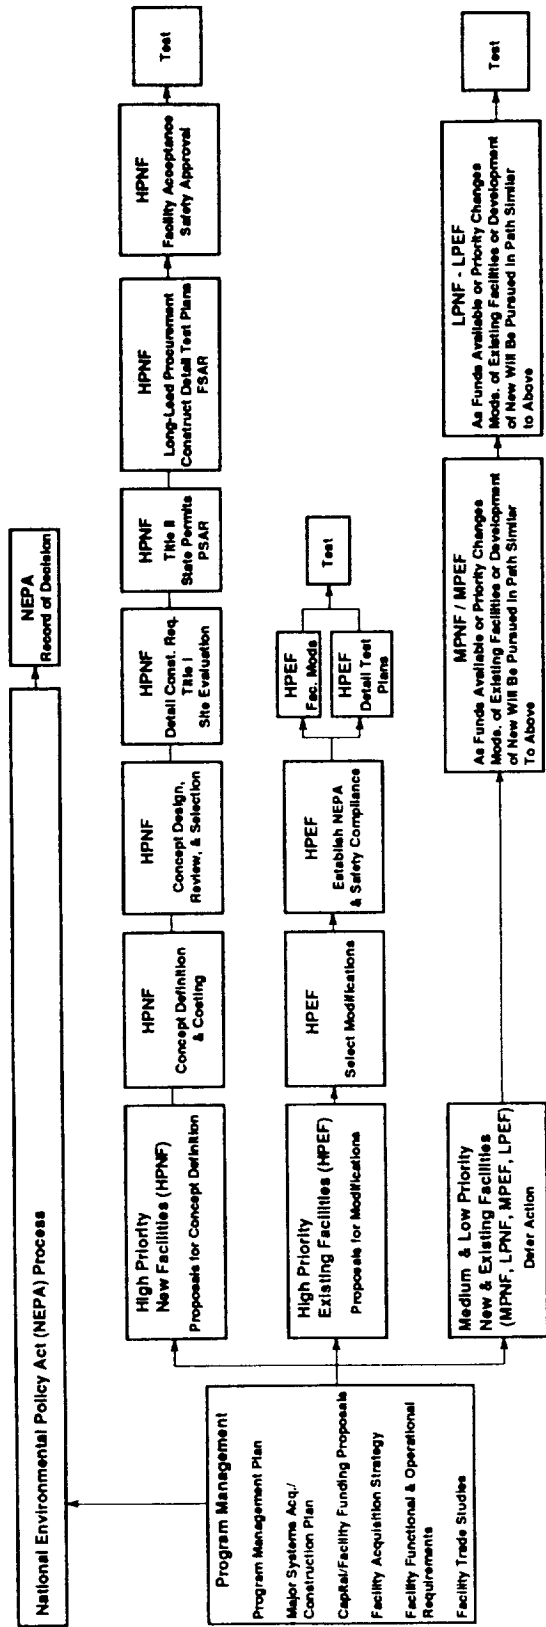 National Environmental Policy Act (NEPA) Process
NEPA
Record of Decision
Program Management
Program Management Plan
Major Systems Acq./
Construction Plan
Capital/Facility Funding Proposals
Facility Acquisition Strategy
Facility Functional & Operational
Requirements
Facility Trade Studies
High Priority
New Facilities (HPNF)
Proposals for Concept Definition
HPNF
Concept Definition
& Costing
HPNF
Concept Design,
Review, & Selection
HPNF
Detail Const. Req.
Title I
Site Evaluation
HPNF
Title II
State Permits
PSAR
HPNF
Long-Lead Procurement
Construct Detail Test Plans
FSAR
HPNF
Facility Acceptance
Safety Approval
Test
High Priority
Existing Facilities (HPEF)
Proposals for Modifications
HPEF
Select Modifications
HPEF
Establish NEPA
& Safety Compliance
HPEF
Fac. Mods
HPEF
Detail Test
Plans
Test
Medium & Low Priority
New & Existing Facilities
(MPNF, LPNF, MPEF, LPEF)
Defer Action
MPNF / MPEF
As Funds Available or Priority Changes
Mods. of Existing Facilities or Development
of New Will Be Pursued in Path Similar
To Above
LPNF - LPEF
As Funds Available or Priority Changes
Mods. of Existing Facilities or Development
of New Will Be Pursued in Path Similar
to Above
Test